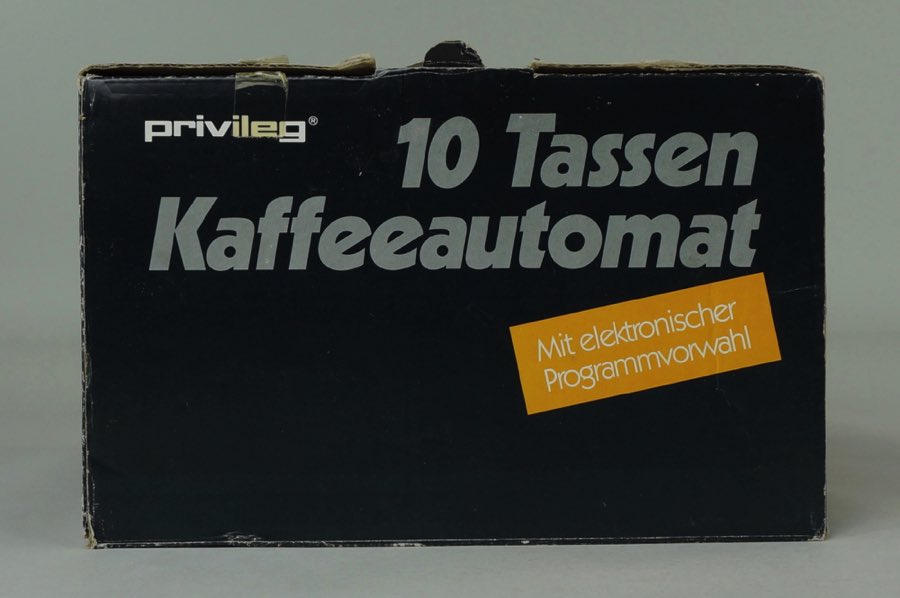 privileg®
10 Tassen
Kaffeeautomat
Mit elektronischer
Programmvorwahl